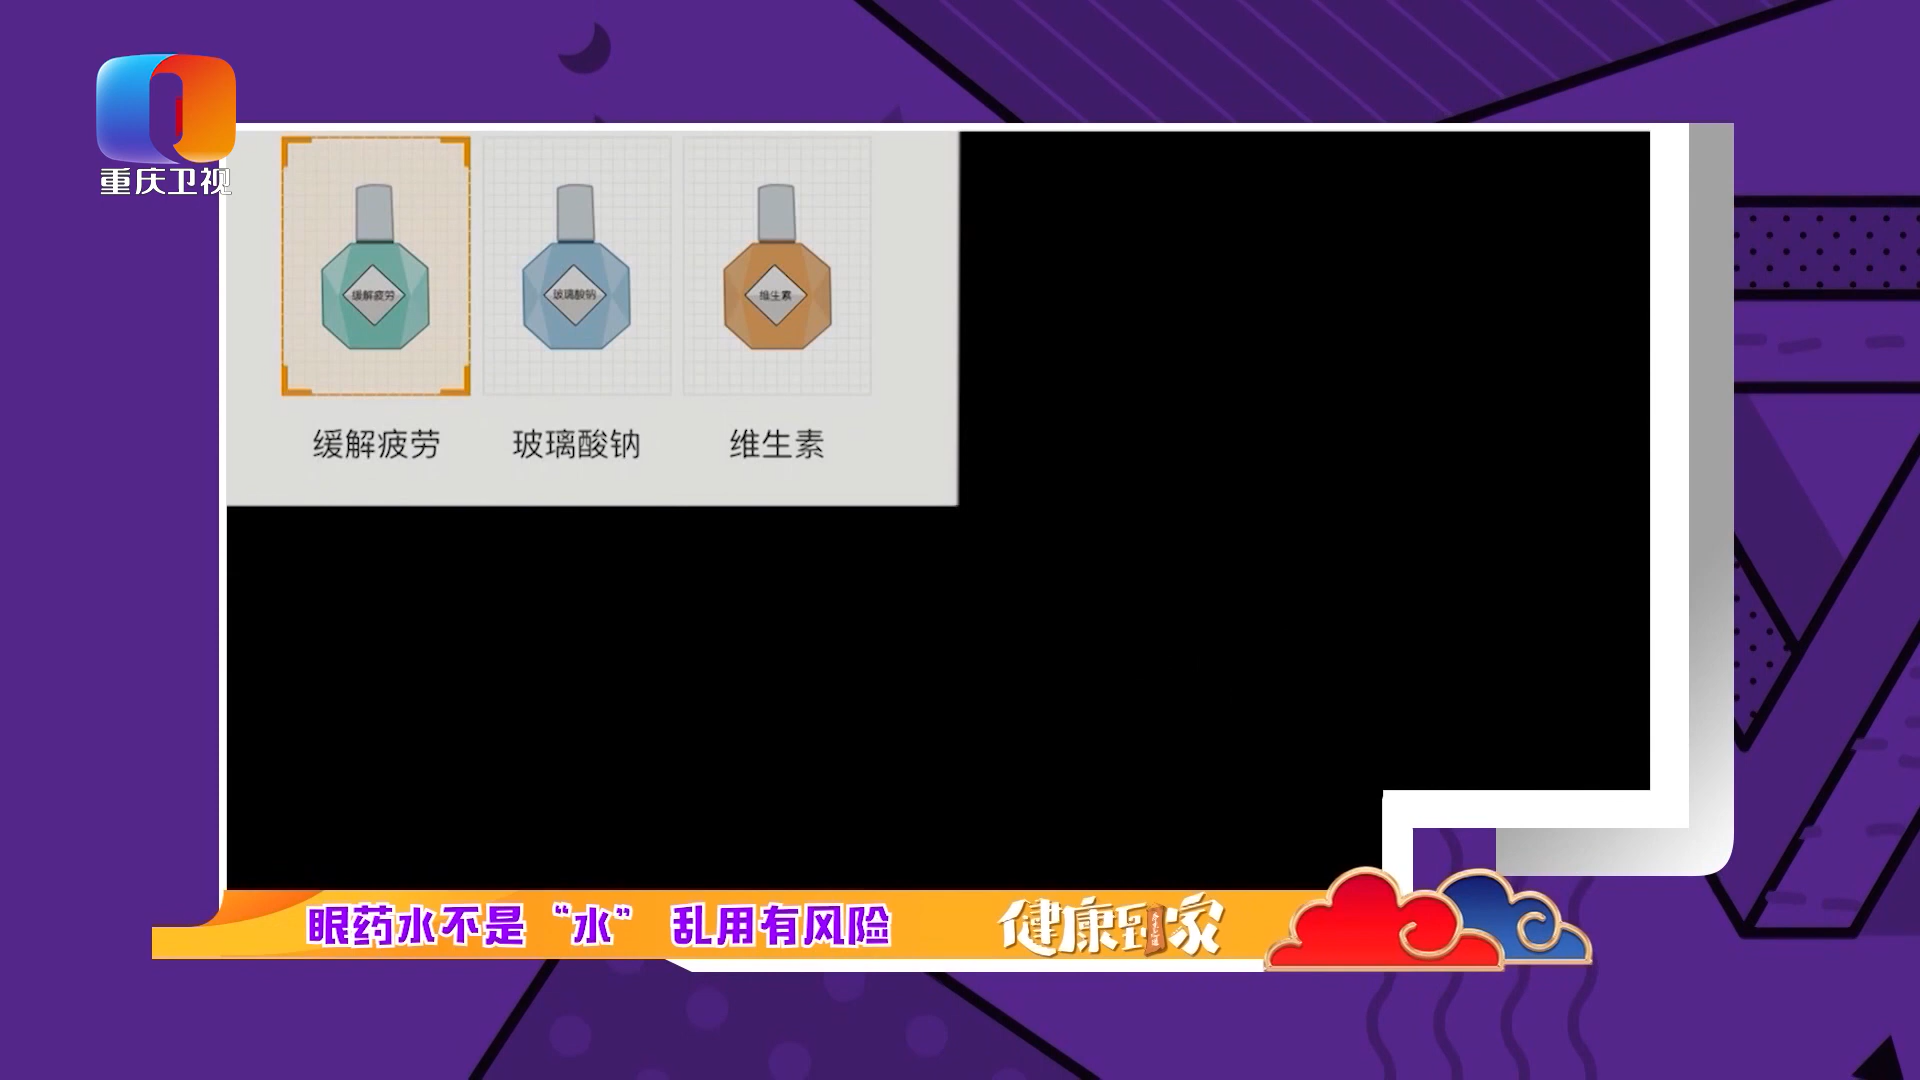 重庆卫视
缓解疲劳 玻璃酸钠 维生素
缓解疲劳 玻璃酸钠 维生素
眼药水不是“水” 乱用有风险
健康到家